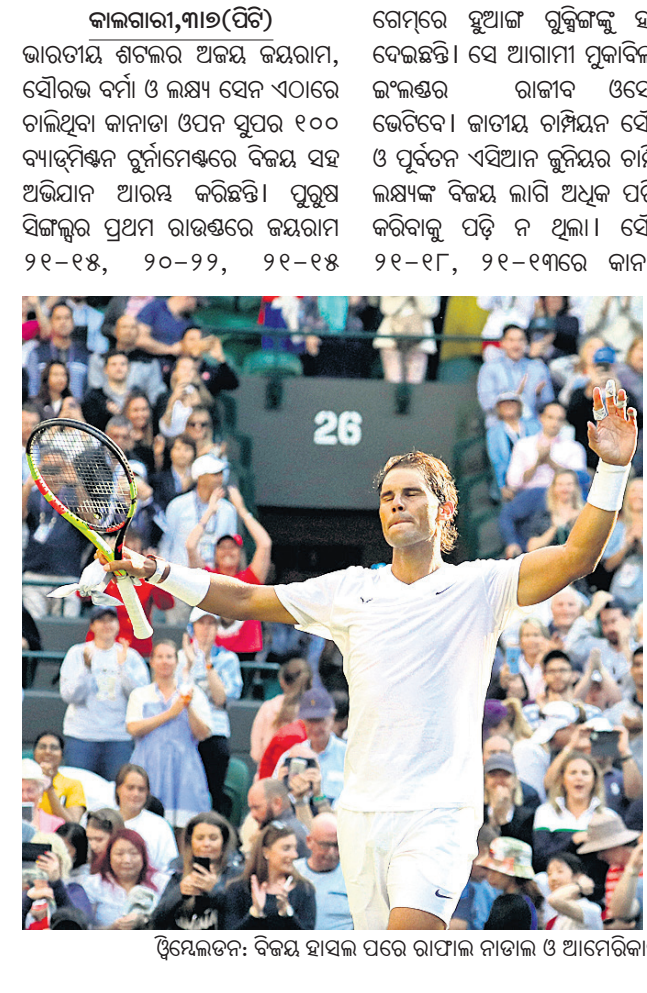 କାଲଗାରୀ,୩।୭(ପିଟି)
ଭାରତୀୟ ଶଟଲର ଅଜୟ ଜୟରାମ,
ସୌରଭ ବର୍ମା ଓ ଲକ୍ଷ୍ୟ ସେନ ଏଠାରେ
ଚାଲିଥିବା କାନାଡା ଓପନ ସୁପର ୧୦୦
ବ୍ୟାଡ୍‌ମିଣ୍ଟନ ଟୁର୍ନାମେଣ୍ଟରେ ବିଜୟ ସହ
ଅଭିଯାନ ଆରମ୍ଭ କରିଛନ୍ତି। ପୁରୁଷ
ସିଙ୍ଗଲ୍ସର ପ୍ରଥମ ରାଉଣ୍ଡରେ ଜୟରାମ
୨୧–୧୫, ୨୦–୨୨, ୨୧–୧୫
ଗେମ୍‌ରେ ହୁଆଙ୍ଗ ଗୁକ୍ସିଙ୍ଗଙ୍କୁ
ଦେଇଛନ୍ତି। ସେ ଆଗାମୀ ମୁକାବିଲ
ଇଂଲଣ୍ଡର ରାଜୀବ ଓସେ
ଭେଟିବେ। ଜାତୀୟ ଚାମ୍ପିୟନ ସୌ
ଓ ପୂର୍ବତନ ଏସିଆନ ଜୁନିୟର
ଲକ୍ଷ୍ୟଙ୍କ ବିଜୟ ଲାଗି ଅଧିକ
କରିବାକୁ ପଡ଼ି ନ ଥିଲା। ସୌ
୨୧–୧୮, ୨୧–୧୩ରେ କାନ
26
ୱିମ୍ବେଲଡନ: ବିଜୟ ହାସଲ ପରେ ରାଫାଲ ନାଡାଲ ଓ ଆମେରିକା